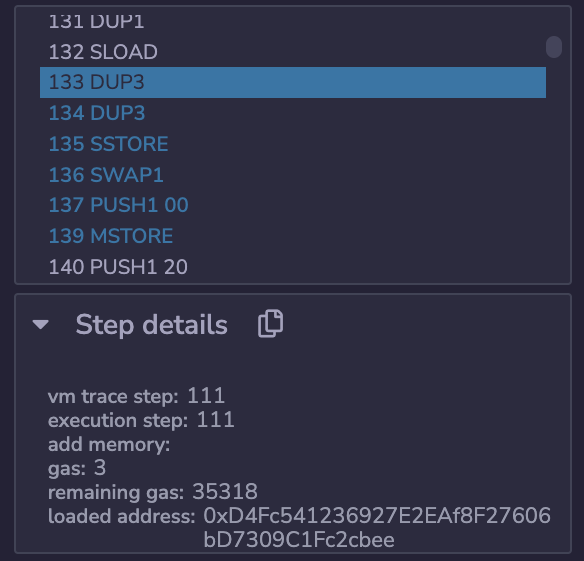 131 DUP1
132 SLOAD
133 DUP3
134 DUP3
135 SSTORE
136 SWAP1
137 PUSH1 00
139 MSTORE
140 PUSH1 20
Step details
vm trace step: 111
execution step: 111
add memory:
gas: 3
remaining gas: 35318
loaded address: 0xD4Fc541236927E2EAf8F27606
bD7309C1Fc2cbee